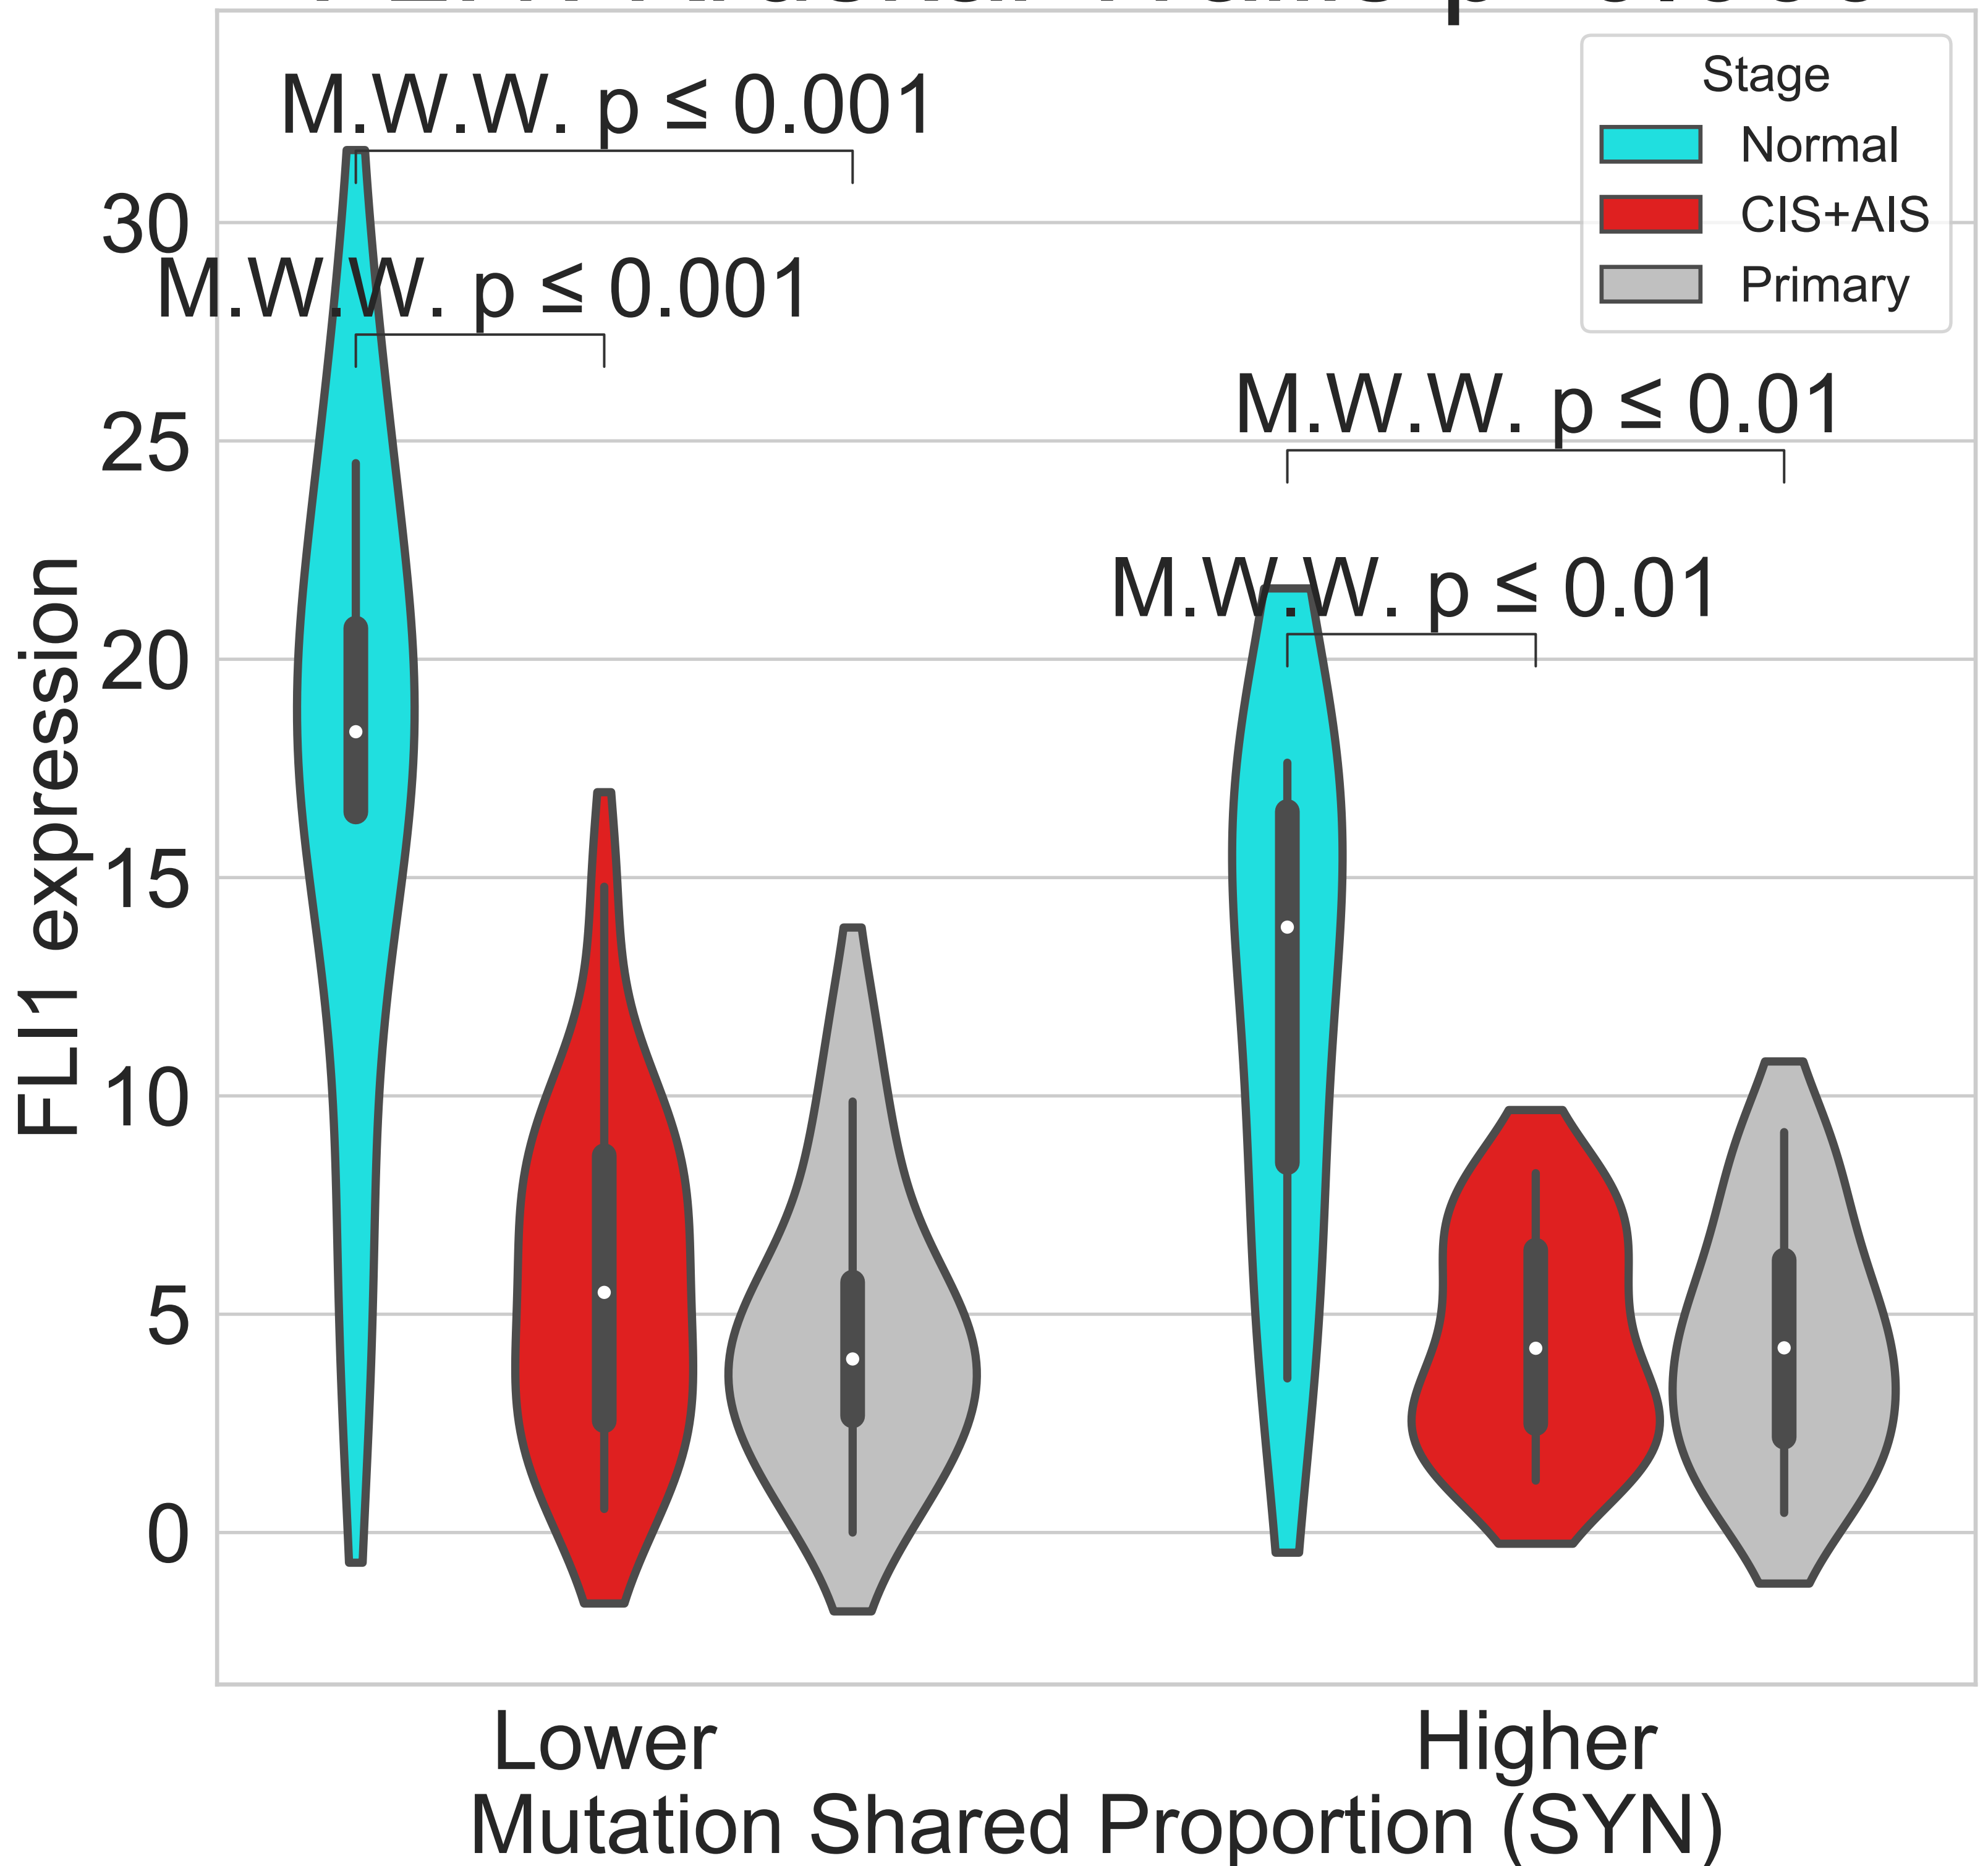 M.W.W. p ≤ 0.001
M.W.W. p ≤ 0.001
M.W.W. p ≤ 0.01
M.W.W. p ≤ 0.01
Stage
Normal
CIS+AIS
Primary
30
25
20
15
10
5
0
FLI1 expression
Lower
Higher
Mutation Shared Proportion (SYN)